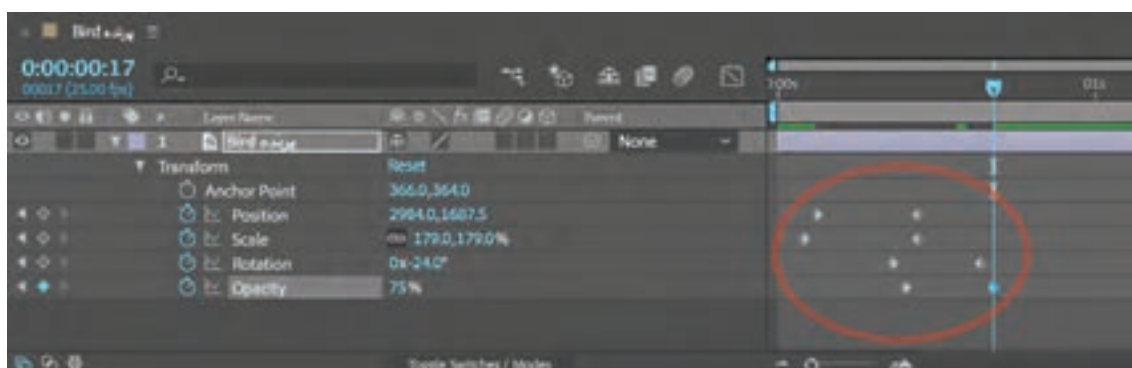 Bird پرنده
0:00:00:17
00017 (25.00 fps)
:00s 01s
# Layer Name Parent
1 Bird پرنده None
Transform Reset
Anchor Point 366.0,364.0
Position 2984.0,1687.5
Scale 179.0,179.0%
Rotation 0x-24.0°
Opacity 75%
Toggle Switches / Modes